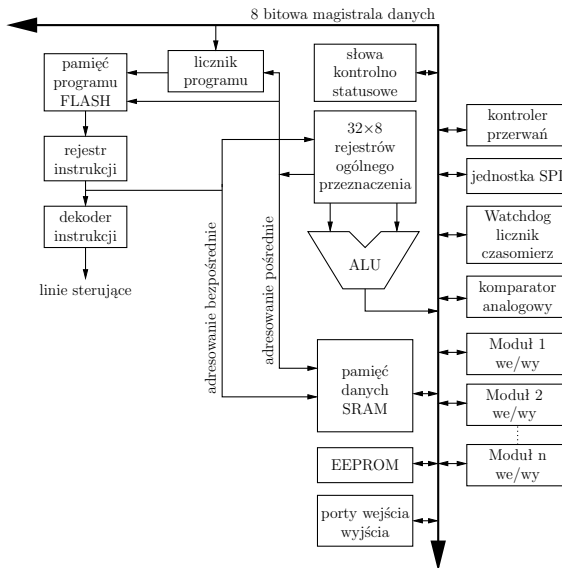 8 bitowa magistrala danych
pamięć
programu
FLASH
licznik
programu
słowa
kontrolno
statusowe
rejestr
instrukcji
dekoder
instrukcji
linie sterujące
32×8
rejestrów
ogólnego
przeznaczenia
ALU
adresowanie bezpośrednie
adresowanie pośrednie
pamięć
danych
SRAM
EEPROM
porty wejścia
wyjścia
kontroler
przerwań
jednostka SPI
Watchdog
licznik
czasomierz
komparator
analogowy
Moduł 1
we/wy
Moduł 2
we/wy
Moduł n
we/wy